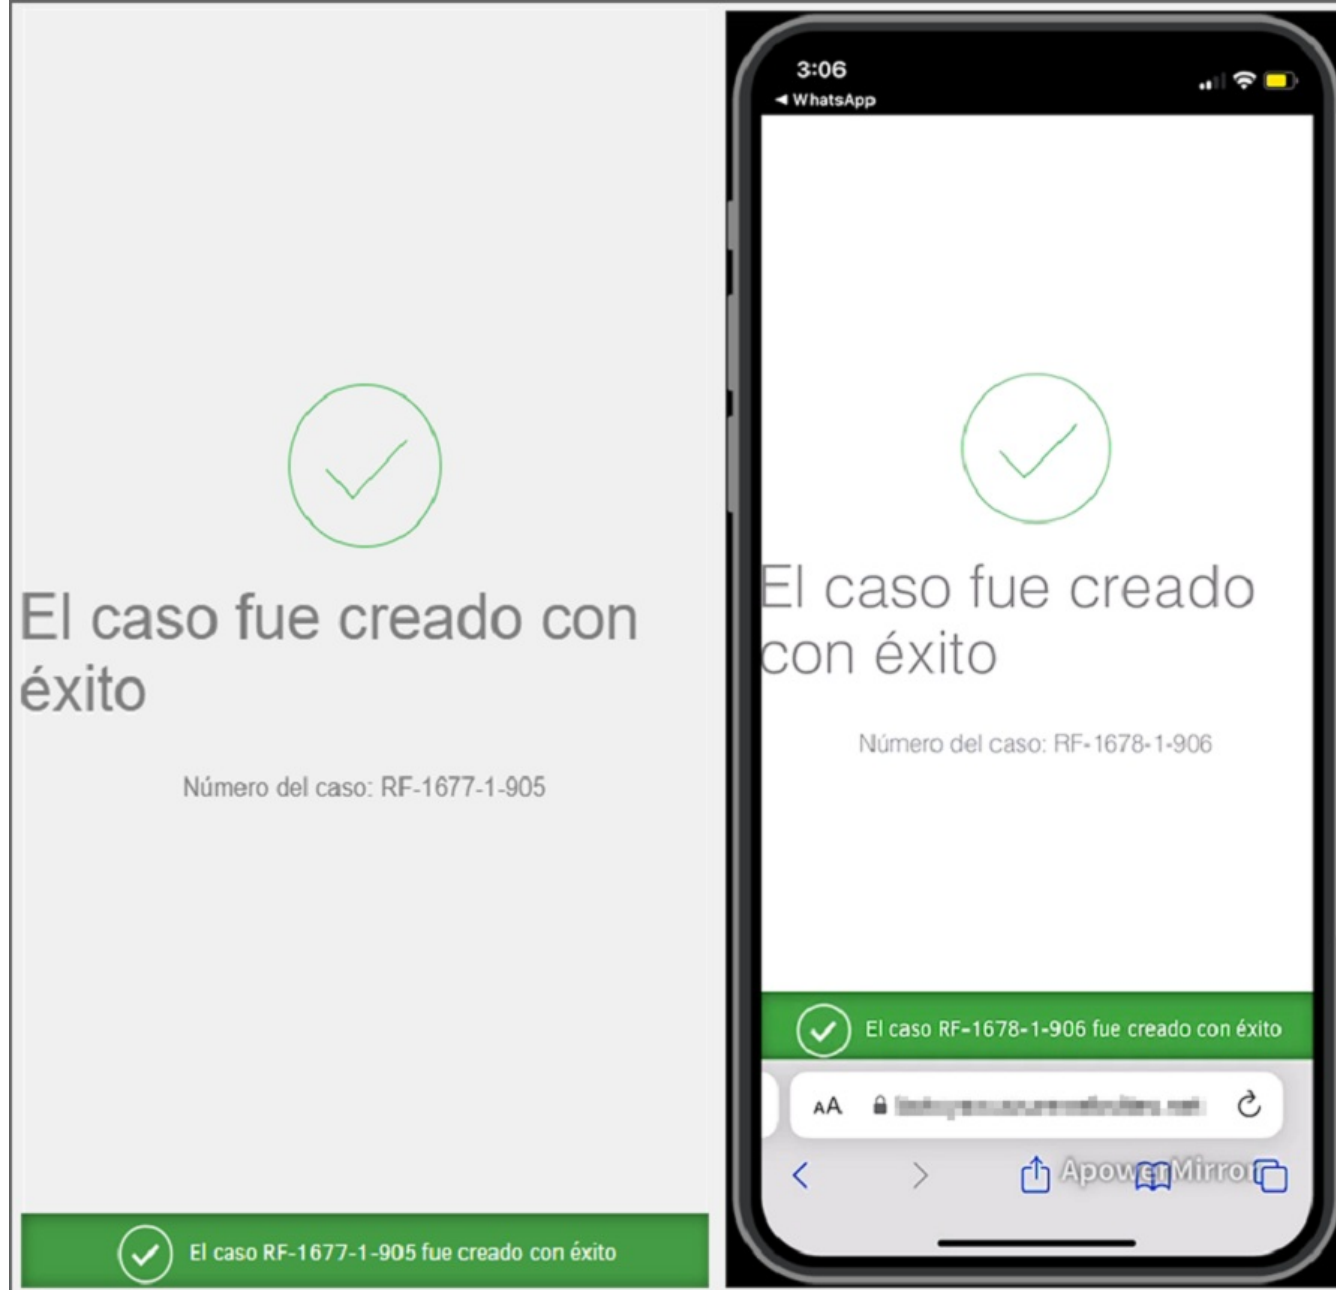 El caso fue creado con
éxito
Número del caso: RF-1677-1-905
El caso RF-1677-1-905 fue creado con éxito
3:06
WhatsApp
El caso fue creado
con éxito
Número del caso: RF-1678-1-906
El caso RF-1678-1-906 fue creado con éxito
AA
ApowerMirror